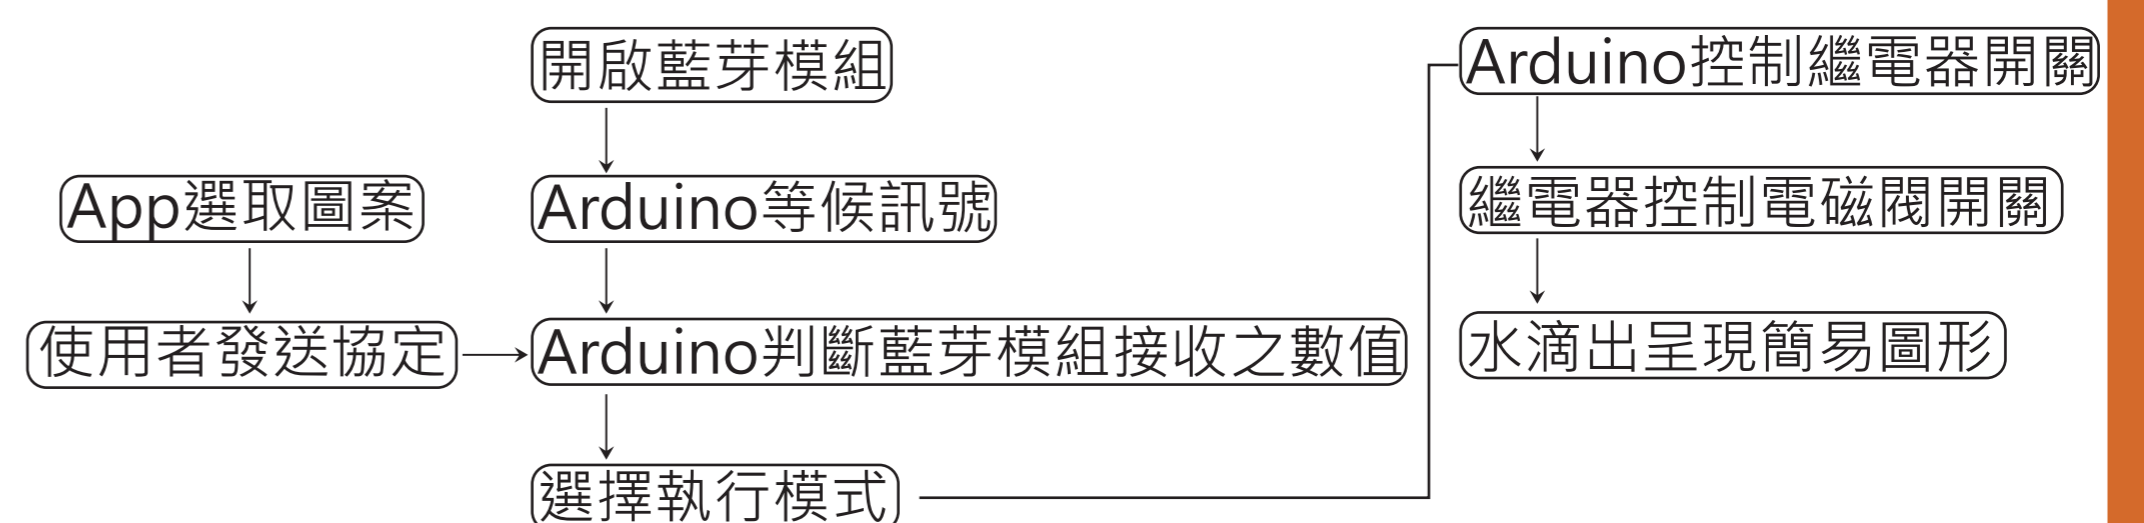 開啟藍芽模組
Arduino控制繼電器開關
App選取圖案
Arduino等候訊號
繼電器控制電磁閥開關
使用者發送協定
Arduino判斷藍芽模組接收之數值
水滴出呈現簡易圖形
選擇執行模式